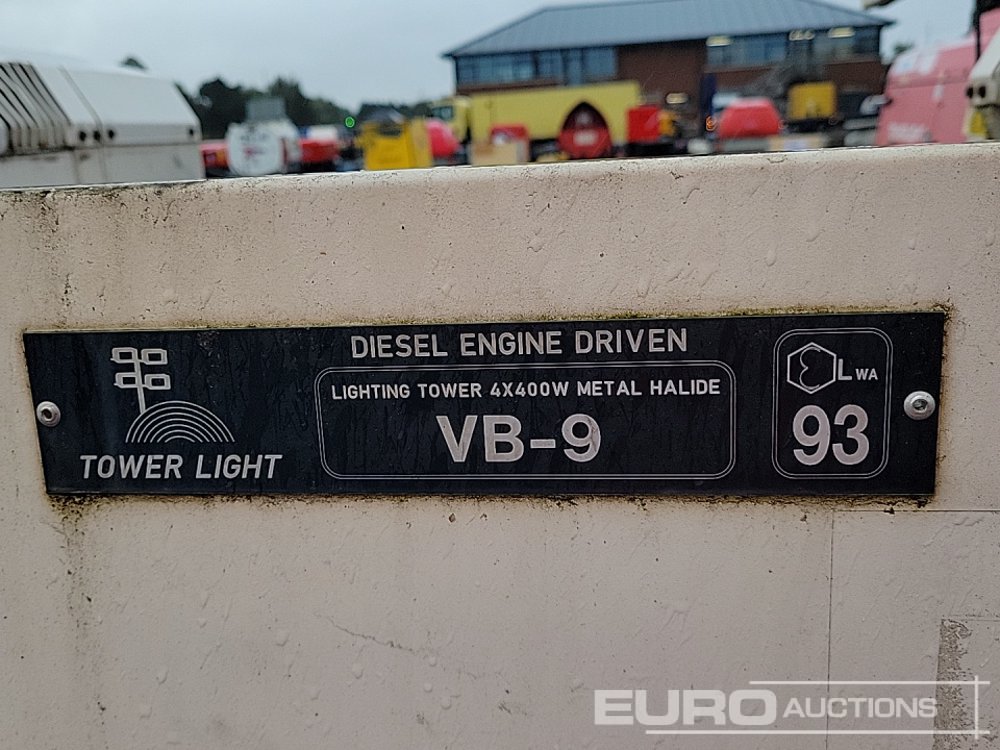 DIESEL ENGINE DRIVEN
LIGHTING TOWER 4X400W METAL HALIDE
VB-9
TOWER LIGHT
LWA
93
EURO AUCTIONS